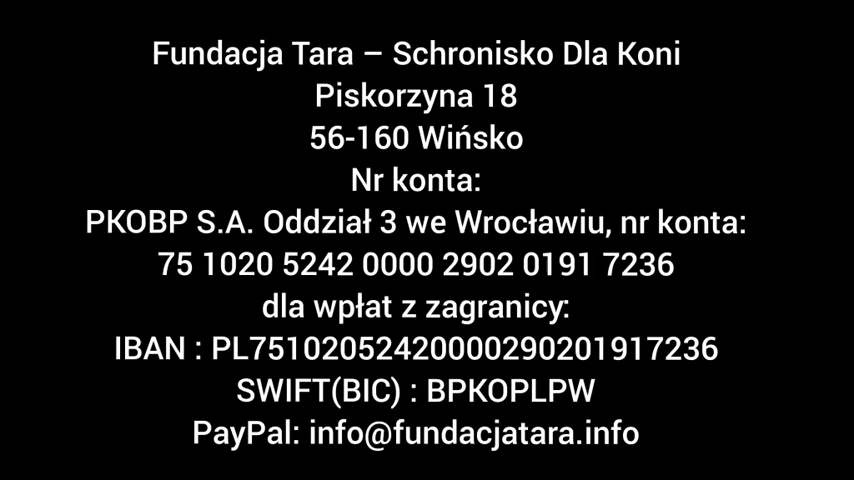 Fundacja Tara – Schronisko Dla Koni
Piskorzyna 18
56-160 Wińsko
Nr konta:
PKOBP S.A. Oddział 3 we Wrocławiu, nr konta:
75 1020 5242 0000 2902 0191 7236
dla wpłat z zagranicy:
IBAN : PL75102052420000290201917236
SWIFT(BIC) : BPKOPLPW
PayPal: info@fundacjatara.info